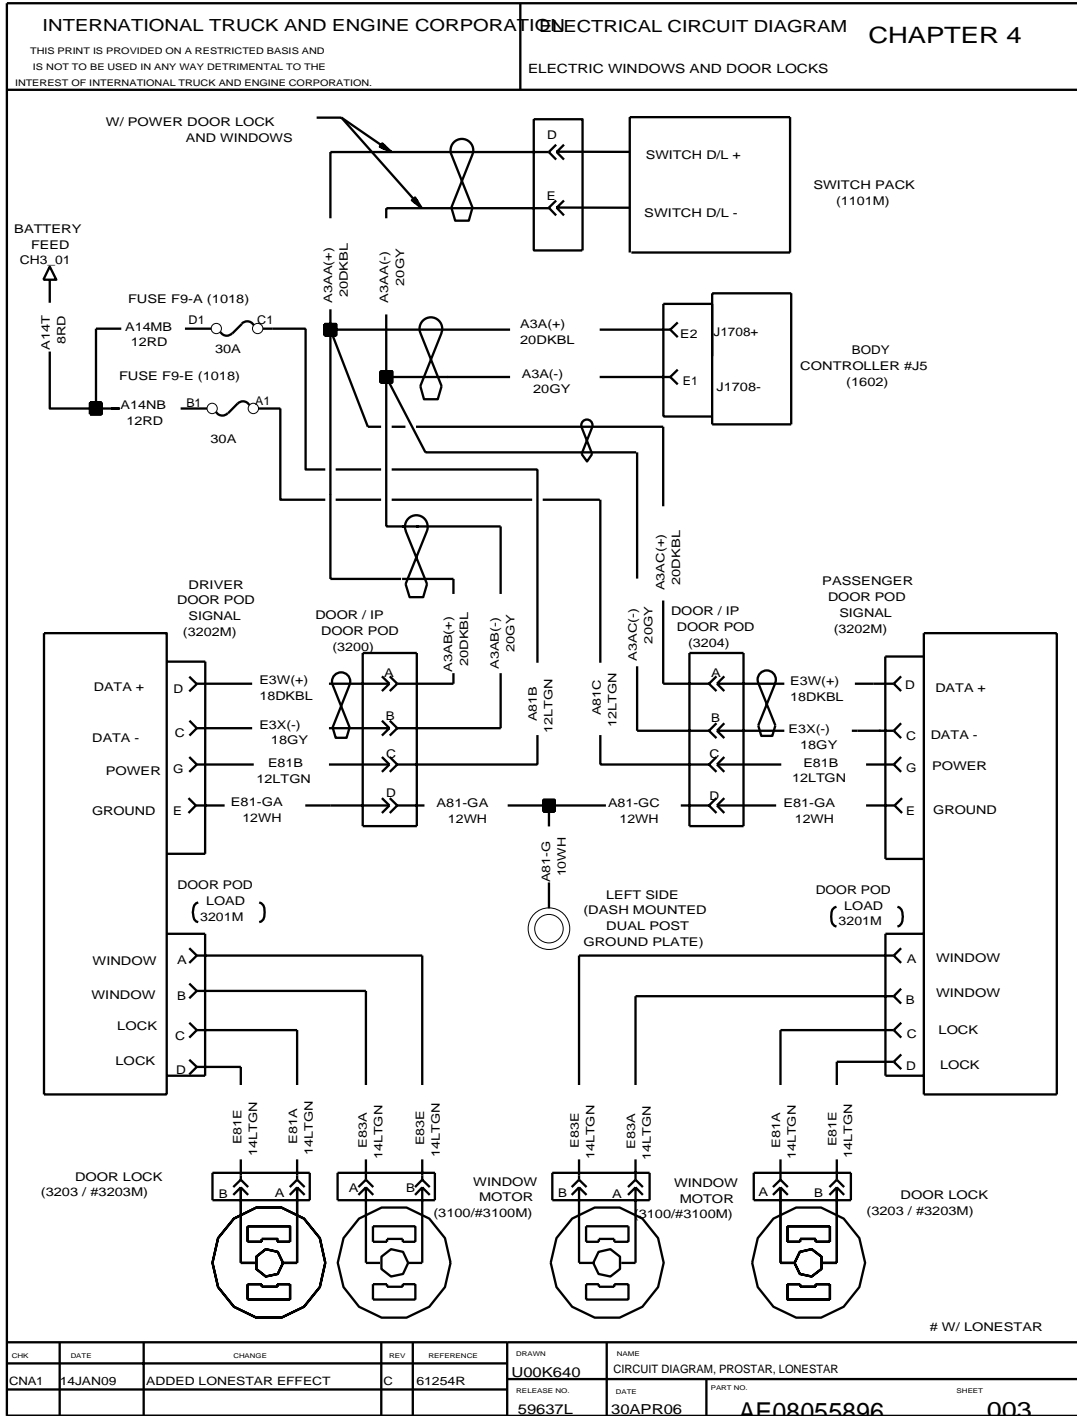 INTERNATIONAL TRUCK AND ENGINE CORPORATION
THIS PRINT IS PROVIDED ON A RESTRICTED BASIS AND
IS NOT TO BE USED IN ANY WAY DETRIMENTAL TO THE
INTEREST OF INTERNATIONAL TRUCK AND ENGINE CORPORATION.
ELECTRICAL CIRCUIT DIAGRAM
CHAPTER 4
ELECTRIC WINDOWS AND DOOR LOCKS
W/ POWER DOOR LOCK
AND WINDOWS
D
SWITCH D/L +
E
SWITCH D/L -
SWITCH PACK
(1101M)
BATTERY
FEED
CH3_01
A14T
8RD
FUSE F9-A (1018)
A14MB
12RD
D1
C1
30A
FUSE F9-E (1018)
A14NB
12RD
B1
A1
30A
A3AA(+)
20DKBL
A3AA(-)
20GY
A3A(+)
20DKBL
E2
J1708+
A3A(-)
20GY
E1
J1708-
BODY
CONTROLLER #J5
(1602)
DRIVER
DOOR POD
SIGNAL
(3202M)
DOOR / IP
DOOR POD
(3200)
A3AB(+)
20DKBL
A3AB(-)
20GY
A81B
12LTGN
A81C
12LTGN
A3AC(-)
20GY
A3AC(+)
20DKBL
DOOR / IP
DOOR POD
(3204)
PASSENGER
DOOR POD
SIGNAL
(3202M)
DATA +
D
E3W(+)
18DKBL
A
A
E3W(+)
18DKBL
D
DATA +
DATA -
C
E3X(-)
18GY
B
B
E3X(-)
18GY
C
DATA -
POWER
G
E81B
12LTGN
C
C
E81B
12LTGN
G
POWER
GROUND
E
E81-GA
12WH
D
A81-GA
12WH
A81-GC
12WH
D
E81-GA
12WH
E
GROUND
A81-G
10WH
LEFT SIDE
(DASH MOUNTED
DUAL POST
GROUND PLATE)
DOOR POD
LOAD
( 3201M )
DOOR POD
LOAD
( 3201M )
WINDOW
A
WINDOW
B
LOCK
C
LOCK
D
A
WINDOW
B
WINDOW
C
LOCK
D
LOCK
E81E
14LTGN
E81A
14LTGN
E83A
14LTGN
E83E
14LTGN
E83E
14LTGN
E83A
14LTGN
E81A
14LTGN
E81E
14LTGN
DOOR LOCK
(3203 / #3203M)
B
A
A
B
WINDOW
MOTOR
(3100/#3100M)
B
A
WINDOW
MOTOR
(3100/#3100M)
A
B
DOOR LOCK
(3203 / #3203M)
# W/ LONESTAR
CHK
DATE
CHANGE
REV
REFERENCE
CNA1
14JAN09
ADDED LONESTAR EFFECT
C
61254R
DRAWN
U00K640
NAME
CIRCUIT DIAGRAM, PROSTAR, LONESTAR
RELEASE NO.
59637L
DATE
30APR06
PART NO.
AE08055896
SHEET
003